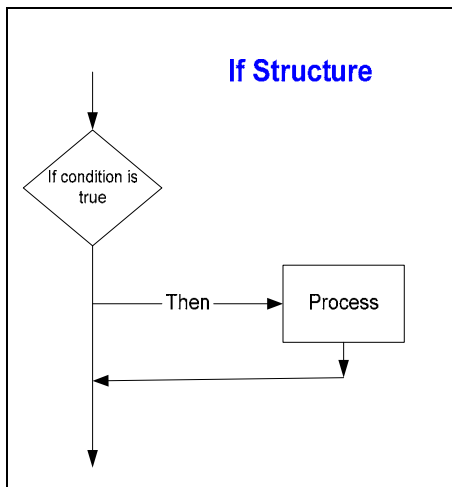 If Structure
If condition is
true
Then
Process